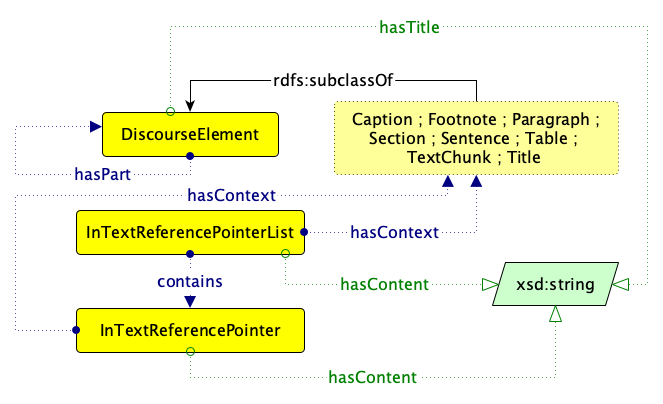 hasTitle
rdfs:subclassOf
DiscourseElement
Caption ; Footnote ; Paragraph ;
Section ; Sentence ; Table ;
TextChunk ; Title
hasPart
hasContext
InTextReferencePointerList
hasContext
contains
hasContent
xsd:string
InTextReferencePointer
hasContent